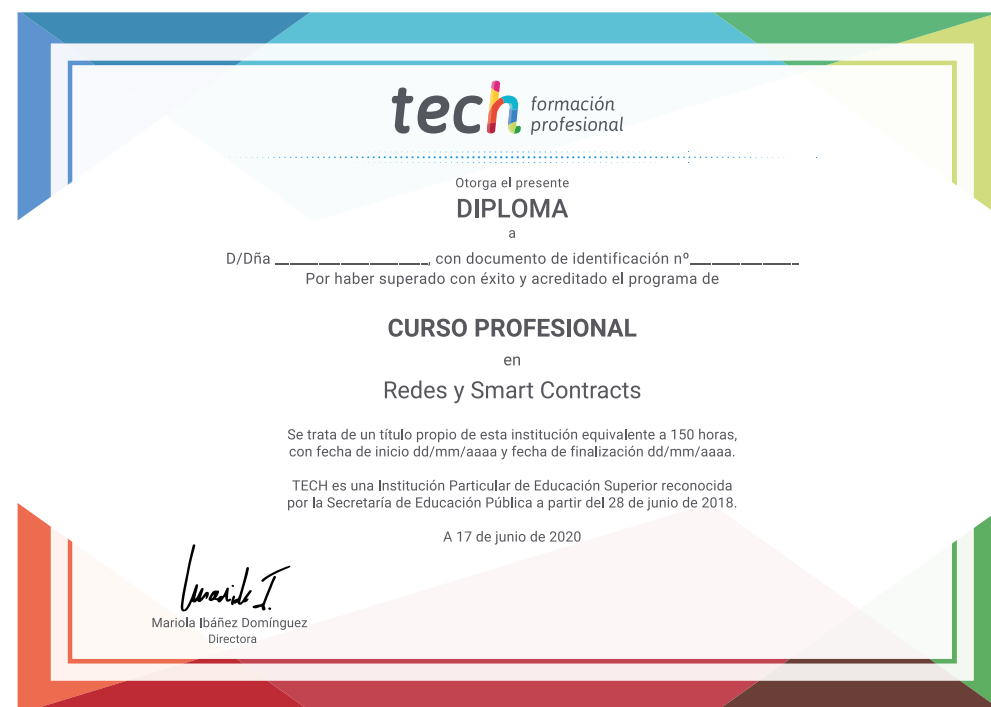 tech formación
profesional
Otorga el presente
DIPLOMA
a
D/Dña ______________________, con documento de identificación nº_______________
Por haber superado con éxito y acreditado el programa de
CURSO PROFESIONAL
en
Redes y Smart Contracts
Se trata de un título propio de esta institución equivalente a 150 horas,
con fecha de inicio dd/mm/aaaa y fecha de finalización dd/mm/aaaa.
TECH es una Institución Particular de Educación Superior reconocida
por la Secretaría de Educación Pública a partir del 28 de junio de 2018.
A 17 de junio de 2020
Mariola Ibáñez Domínguez
Directora